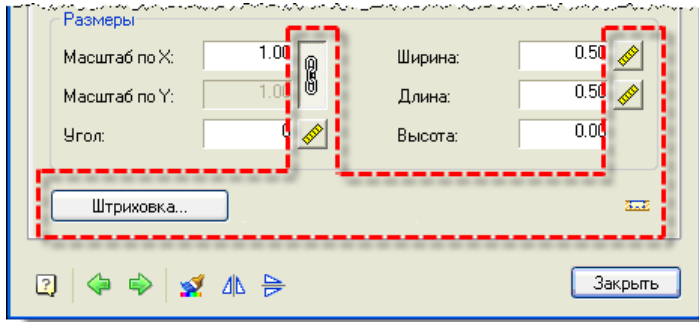 Размеры
Масштаб по X: 1.00 Ширина: 0.50
Масштаб по Y: 1.00 Длина: 0.50
Угол: 0 Высота: 0.00
Штриховка...
Закрыть